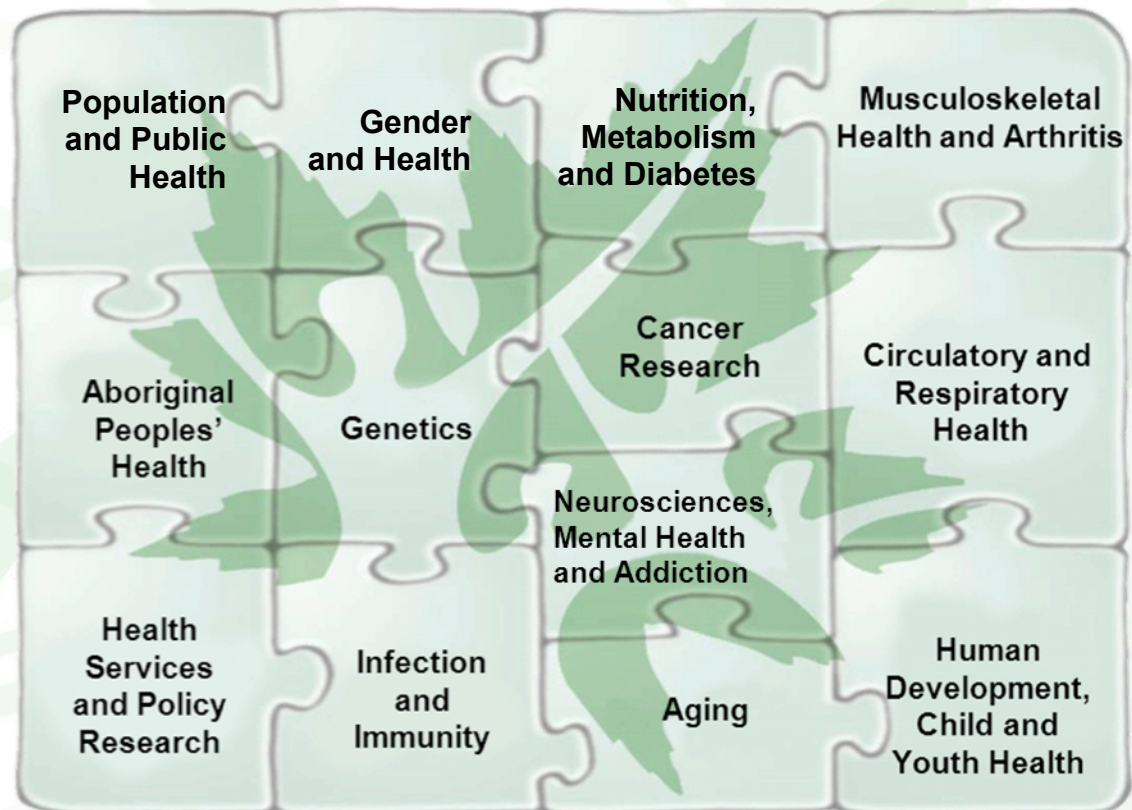 Population
and Public
Health
Gender
and Health
Nutrition,
Metabolism
and Diabetes
Musculoskeletal
Health and Arthritis
Aboriginal
Peoples’
Health
Genetics
Cancer
Research
Circulatory and
Respiratory
Health
Neurosciences,
Mental Health
and Addiction
Health
Services
and Policy
Research
Infection
and
Immunity
Aging
Human
Development,
Child and
Youth Health